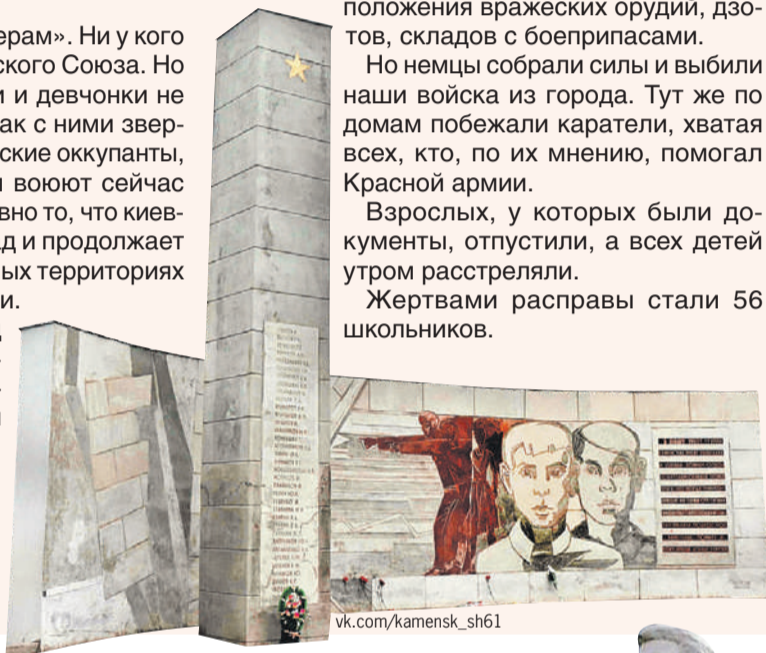 ерам». Ни у кого
ского Союза. Но
и и девчонки не
ак с ними звер-
ские оккупанты,
воюют сейчас
вно то, что киев-
ад и продолжает
ых территориях
и.
положения вражеских орудий, дзо-
тов, складов с боеприпасами.
Но немцы собрали силы и выбили
наши войска из города. Тут же по
домам побежали каратели, хватая
всех, кто, по их мнению, помогал
Красной армии.
Взрослых, у которых были до-
кументы, отпустили, а всех детей
утром расстреляли.
Жертвами расправы стали 56
школьников.
vk.com/kamensk_sh61